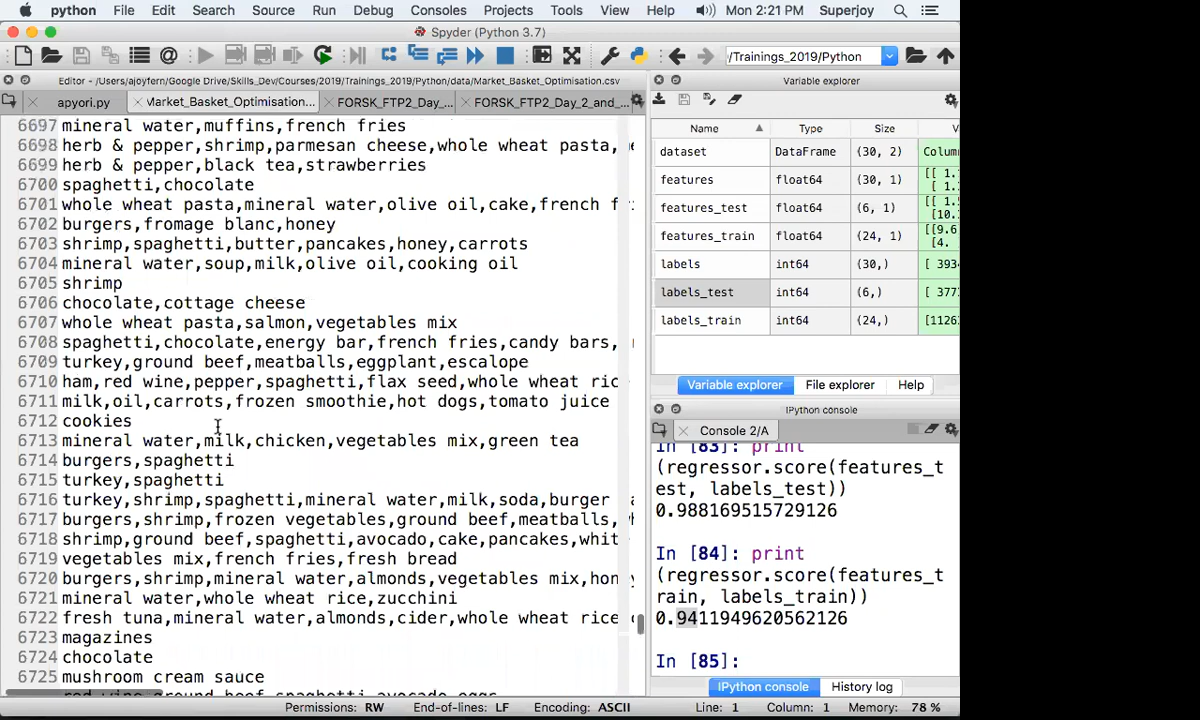 python File Edit Search Source Run Debug Consoles Projects Tools View Help Mon 2:21 PM Superjoy
Spyder (Python 3.7)
/Trainings_2019/Python
Editor - /Users/ajoyfern/Google Drive/Skills_Dev/Courses/2019/Trainings_2019/Python/data/Market_Basket_Optimisation.csv
apyori.py Market_Basket_Optimisation... FORSK_FTP2_Day_... FORSK_FTP2_Day_2_and_...
6697 mineral water,muffins,french fries
6698 herb & pepper,shrimp,parmesan cheese,whole wheat pasta,
6699 herb & pepper,black tea,strawberries
6700 spaghetti,chocolate
6701 whole wheat pasta,mineral water,olive oil,cake,french
6702 burgers,fromage blanc,honey
6703 shrimp,spaghetti,butter,pancakes,honey,carrots
6704 mineral water,soup,milk,olive oil,cooking oil
6705 shrimp
6706 chocolate,cottage cheese
6707 whole wheat pasta,salmon,vegetables mix
6708 spaghetti,chocolate,energy bar,french fries,candy bars,
6709 turkey,ground beef,meatballs,eggplant,escalope
6710 ham,red wine,pepper,spaghetti,flax seed,whole wheat ric
6711 milk,oil,carrots,frozen smoothie,hot dogs,tomato juice
6712 cookies
6713 mineral water,milk,chicken,vegetables mix,green tea
6714 burgers,spaghetti
6715 turkey,spaghetti
6716 turkey,shrimp,spaghetti,mineral water,milk,soda,burger
6717 burgers,shrimp,frozen vegetables,ground beef,meatballs,
6718 shrimp,ground beef,spaghetti,avocado,cake,pancakes,whit
6719 vegetables mix,french fries,fresh bread
6720 burgers,shrimp,mineral water,almonds,vegetables mix,hon
6721 mineral water,whole wheat rice,zucchini
6722 fresh tuna,mineral water,almonds,cider,whole wheat rice
6723 magazines
6724 chocolate
6725 mushroom cream sauce
red wine,ground beef,spaghetti,avocado,eggs
Variable explorer
Name Type Size
dataset DataFrame (30, 2) Colum
features float64 (30, 1)
features_test float64 (6, 1)
features_train float64 (24, 1)
labels int64 (30,)
labels_test int64 (6,)
labels_train int64 (24,)
Variable explorer File explorer Help
IPython console
Console 2/A
In [83]: print
(regressor.score(features_t
est, labels_test))
0.988169515729126
In [84]: print
(regressor.score(features_t
rain, labels_train))
0.9411949620562126
In [85]:
IPython console History log
Permissions: RW End-of-lines: LF Encoding: ASCII Line: 1 Column: 1 Memory: 78 %